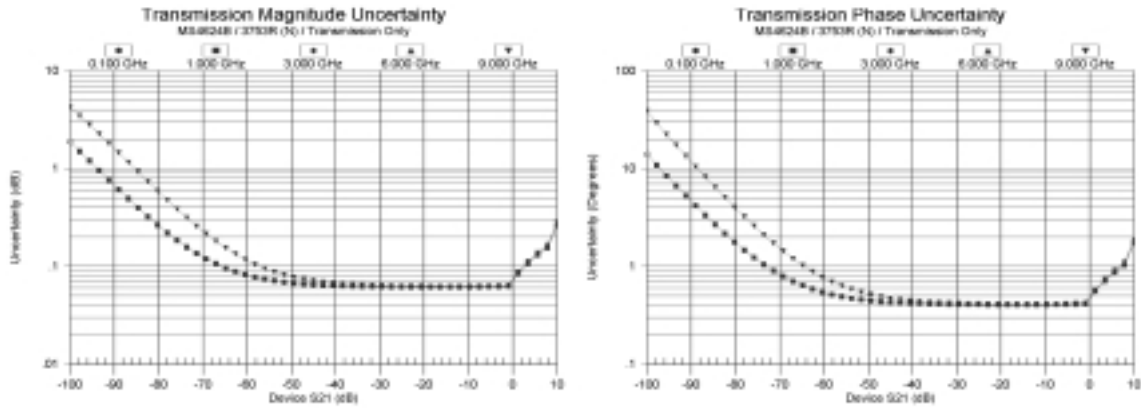 Transmission Magnitude Uncertainty
MS4624B / 3753R (N) / Transmission Only
0.100 GHz 1.000 GHz 3.000 GHz 6.000 GHz 9.000 GHz
10
1
.1
.01
Uncertainty (dB)
-100 -90 -80 -70 -60 -50 -40 -30 -20 -10 0 10
Device S21 (dB)
Transmission Phase Uncertainty
MS4624B / 3753R (N) / Transmission Only
0.100 GHz 1.000 GHz 3.000 GHz 6.000 GHz 9.000 GHz
100
10
1
.1
Uncertainty (Degrees)
-100 -90 -80 -70 -60 -50 -40 -30 -20 -10 0 10
Device S21 (dB)